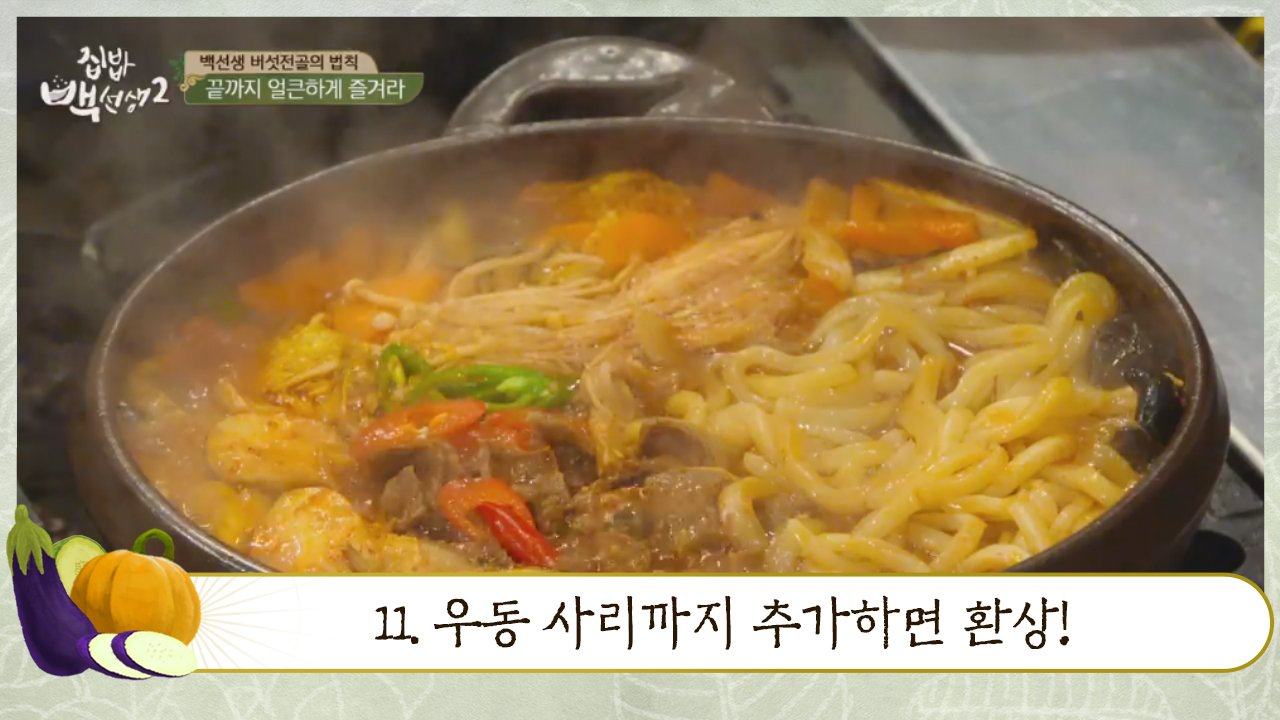 집밥
백선생2
백선생 버섯전골의 법칙
끝까지 얼큰하게 즐겨라
11. 우동 사리까지 추가하면 환상!